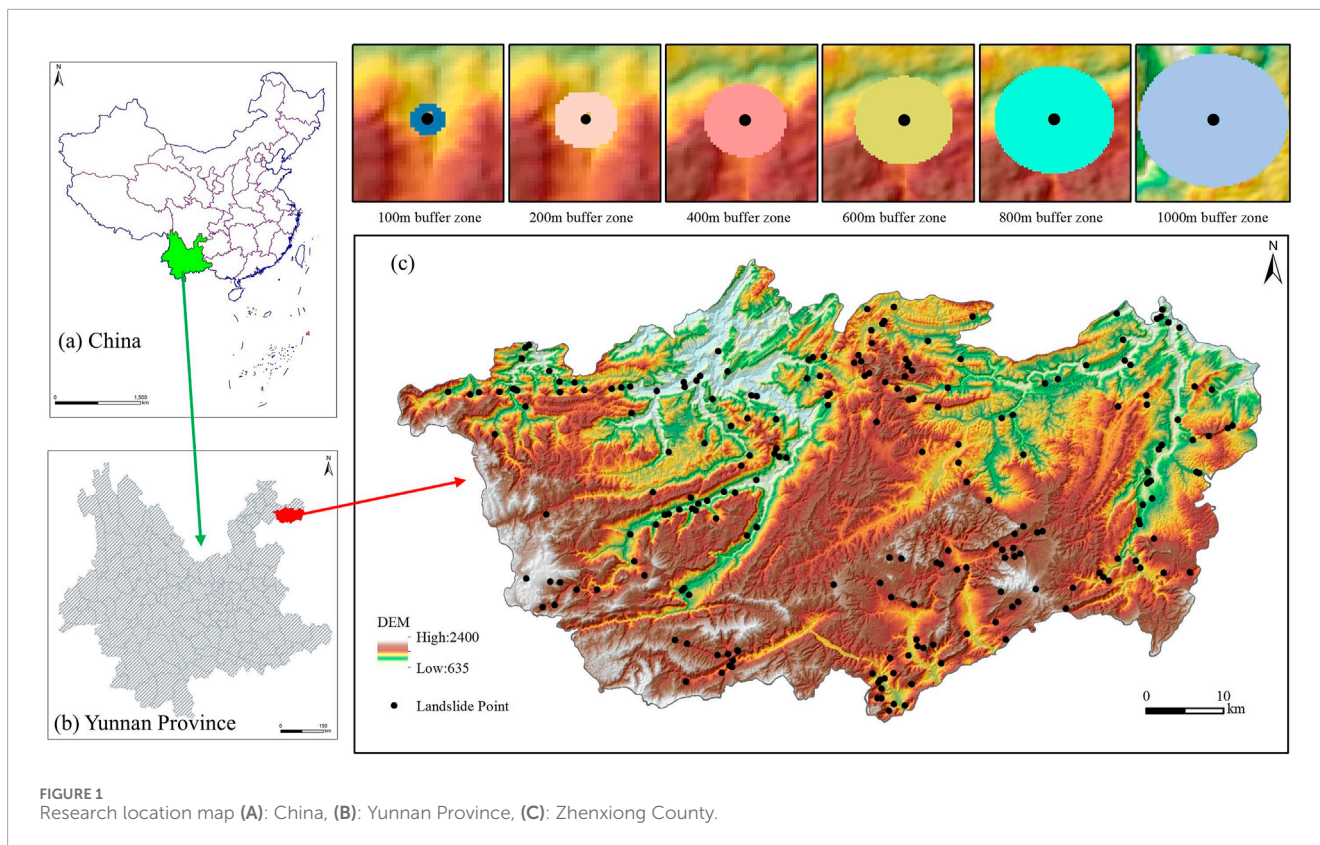 N
(a) China
0 1,500
km
N
(b) Yunnan Province
0 150
km
100m buffer zone
200m buffer zone
400m buffer zone
600m buffer zone
800m buffer zone
1000m buffer zone
(c)
N
DEM
High:2400
Low:635
Landslide Point
0 10
km
FIGURE 1
Research location map (A): China, (B): Yunnan Province, (C): Zhenxiong County.